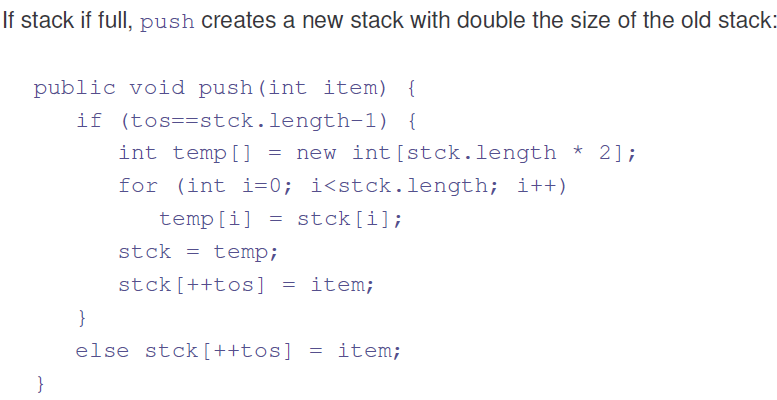 If stack if full, push creates a new stack with double the size of the old stack:
public void push(int item) {
if (tos==stck.length-1) {
int temp[] = new int[stck.length * 2];
for (int i=0; i<stck.length; i++)
temp[i] = stck[i];
stck = temp;
stck[++tos] = item;
}
else stck[++tos] = item;
}